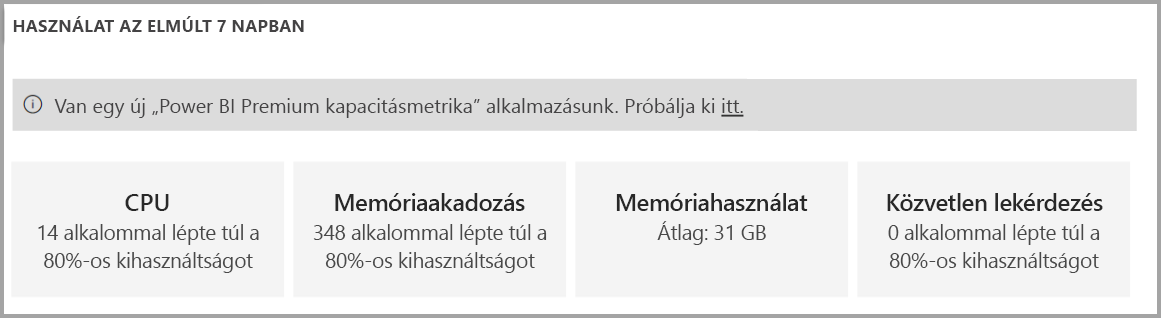 HASZNÁLAT AZ ELMÚLT 7 NAPBAN
Van egy új „Power BI Premium kapacitásmetrika” alkalmazásunk. Próbálja ki itt.
CPU
14 alkalommal lépte túl a
80%-os kihasználtságot
Memóriaakadozás
348 alkalommal lépte túl a
80%-os kihasználtságot
Memóriahasználat
Átlag: 31 GB
Közvetlen lekérdezés
0 alkalommal lépte túl a
80%-os kihasználtságot